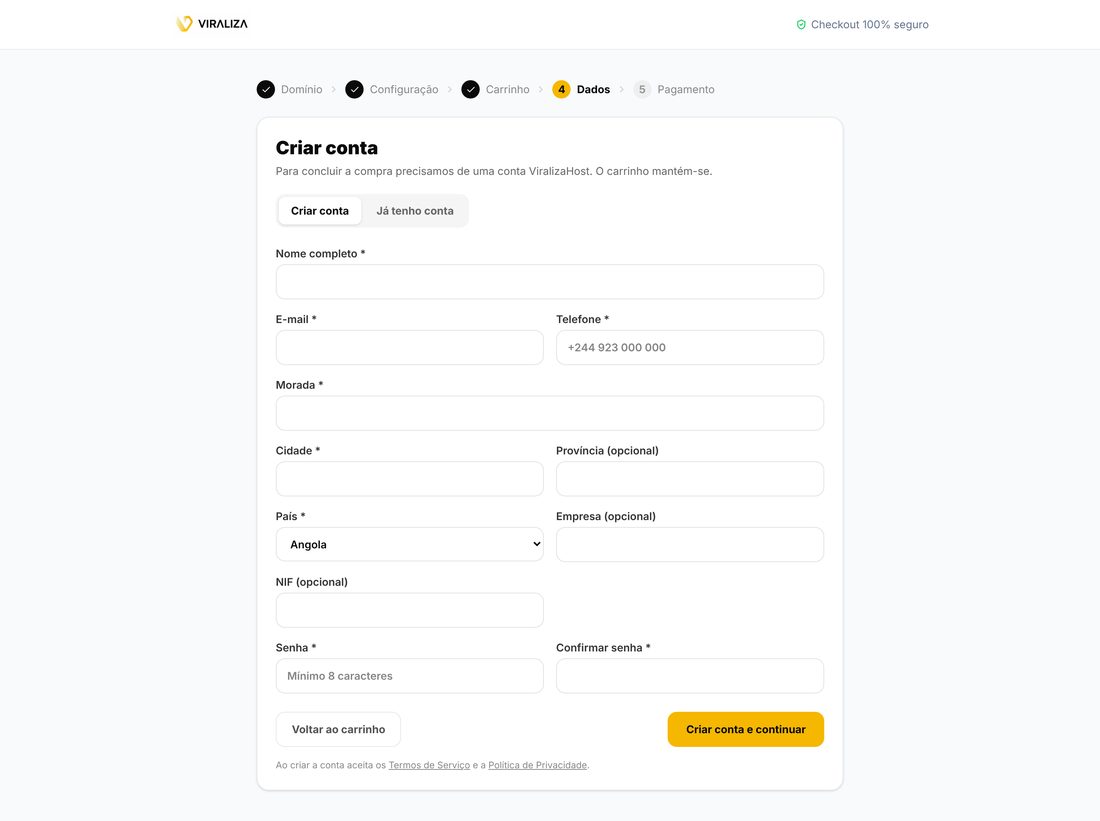 VIRALIZA
Checkout 100% seguro
Domínio
Configuração
Carrinho
4 Dados
5 Pagamento
Criar conta
Para concluir a compra precisamos de uma conta ViralizaHost. O carrinho mantém-se.
Criar conta
Já tenho conta
Nome completo *
E-mail *
Telefone *
+244 923 000 000
Morada *
Cidade *
Província (opcional)
País *
Empresa (opcional)
Angola
NIF (opcional)
Senha *
Confirmar senha *
Mínimo 8 caracteres
Voltar ao carrinho
Criar conta e continuar
Ao criar a conta aceita os Termos de Serviço e a Política de Privacidade.